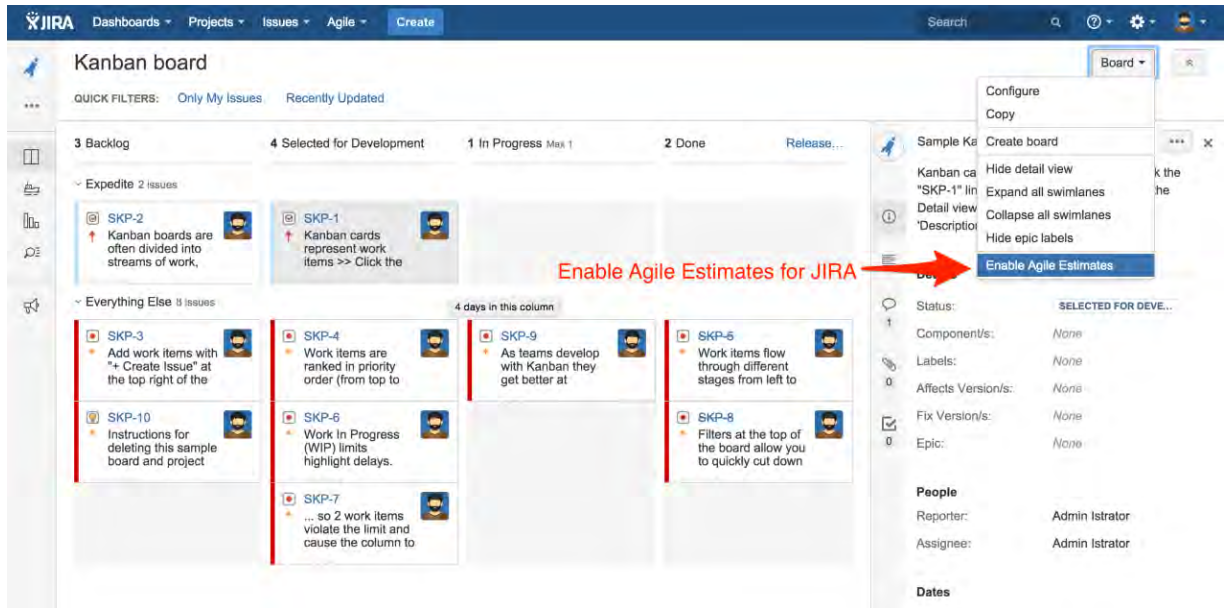 JIRA Dashboards Projects Issues Agile Create Search
Kanban board
Board
QUICK FILTERS: Only My Issues Recently Updated
Configure
Copy
Create board
Hide detail view
Expand all swimlanes
Collapse all swimlanes
Hide epic labels
Enable Agile Estimates
Enable Agile Estimates for JIRA
3 Backlog
4 Selected for Development
1 In Progress Max 1
2 Done
Release...
Expedite 2 issues
SKP-2
Kanban boards are
often divided into
streams of work,
SKP-1
Kanban cards
represent work
items >> Click the
Everything Else 8 issues
4 days in this column
SKP-3
Add work items with
"+ Create Issue" at
the top right of the
SKP-4
Work items are
ranked in priority
order (from top to
SKP-9
As teams develop
with Kanban they
get better at
SKP-5
Work items flow
through different
stages from left to
SKP-10
Instructions for
deleting this sample
board and project
SKP-6
Work In Progress
(WIP) limits
highlight delays.
SKP-8
Filters at the top of
the board allow you
to quickly cut down
SKP-7
... so 2 work items
violate the limit and
cause the column to
Sample Ka
Kanban ca k the
"SKP-1" lin the
Detail view
'Description
1
0
0
Status: SELECTED FOR DEVE...
Component/s: None
Labels: None
Affects Version/s: None
Fix Version/s: None
Epic: None
People
Reporter: Admin Istrator
Assignee: Admin Istrator
Dates